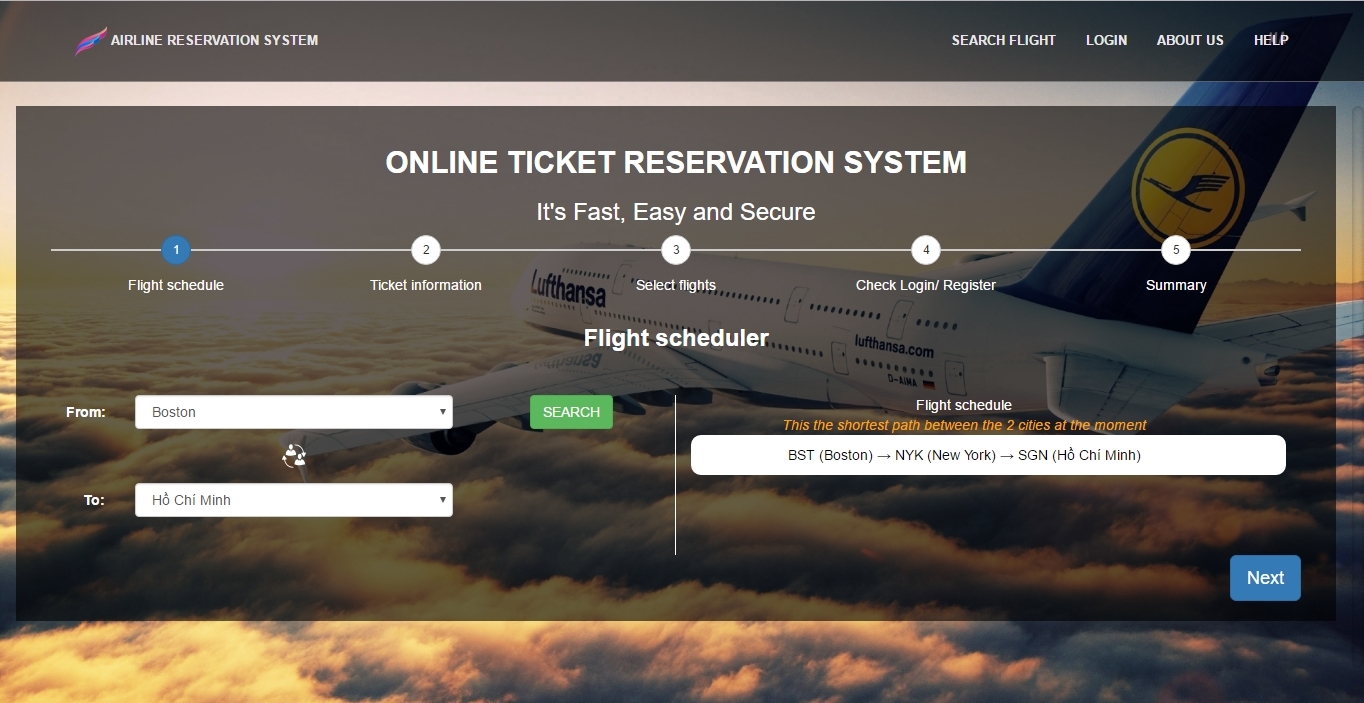 AIRLINE RESERVATION SYSTEM
SEARCH FLIGHT LOGIN ABOUT US HELP
ONLINE TICKET RESERVATION SYSTEM
It's Fast, Easy and Secure
1 2 3 4 5
Flight schedule Ticket information Select flights Check Login/ Register Summary
Lufthansa
Flight scheduler
lufthansa.com
D-AIMA
Lufthansa
From: Boston SEARCH
Flight schedule
This the shortest path between the 2 cities at the moment
BST (Boston) → NYK (New York) → SGN (Hồ Chí Minh)
To: Hồ Chí Minh
Next